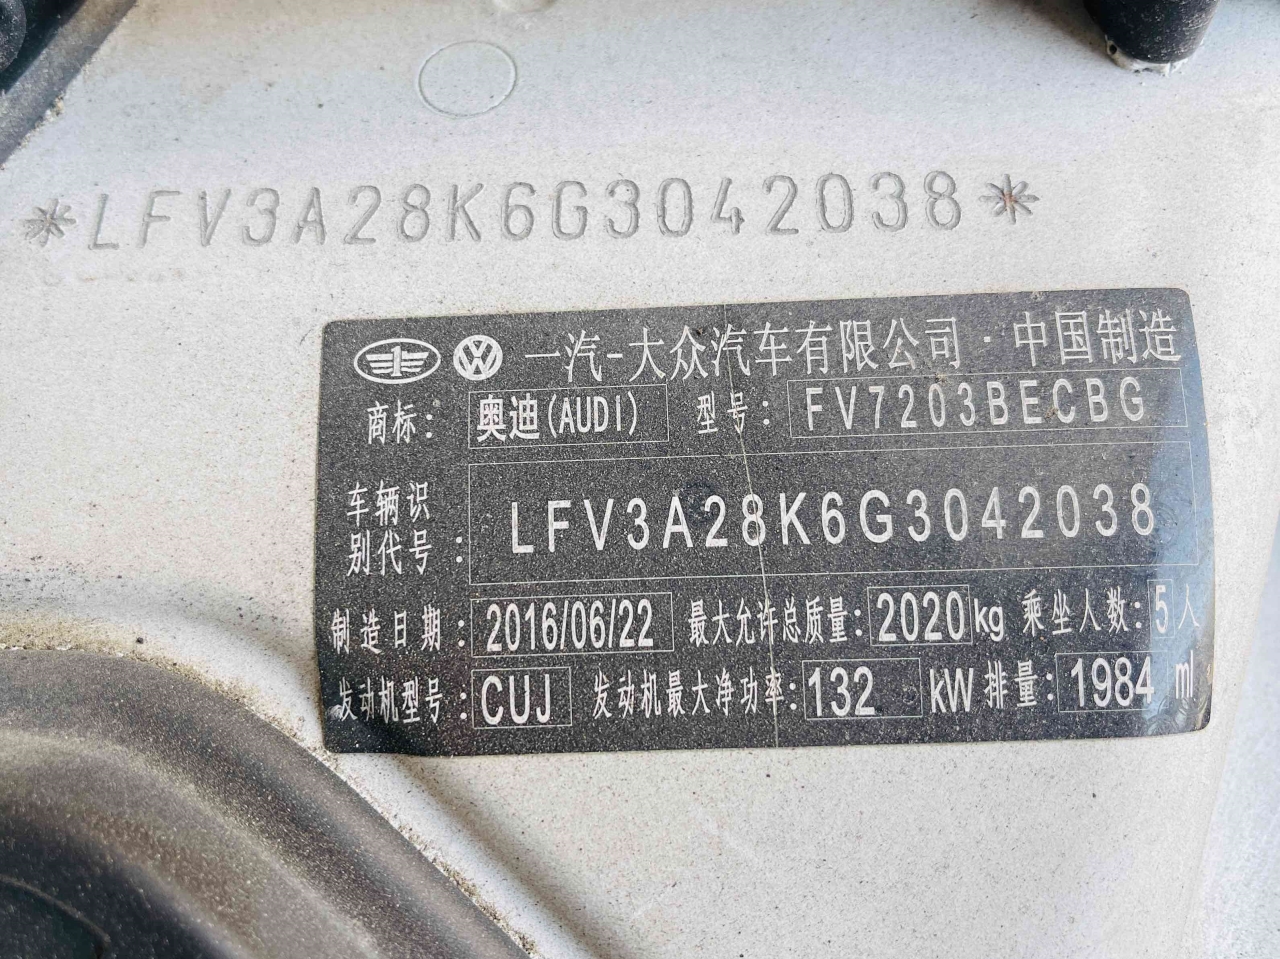 *LFV3A28K6G3042038*
一汽-大众汽车有限公司·中国制造
商标: 奥迪(AUDI) 型号: FV7203BECBG
车辆识别代号: LFV3A28K6G3042038
制造日期: 2016/06/22 最大允许总质量: 2020kg 乘坐人数: 5人
发动机型号: CUJ 发动机最大净功率: 132 kW 排量: 1984 ml